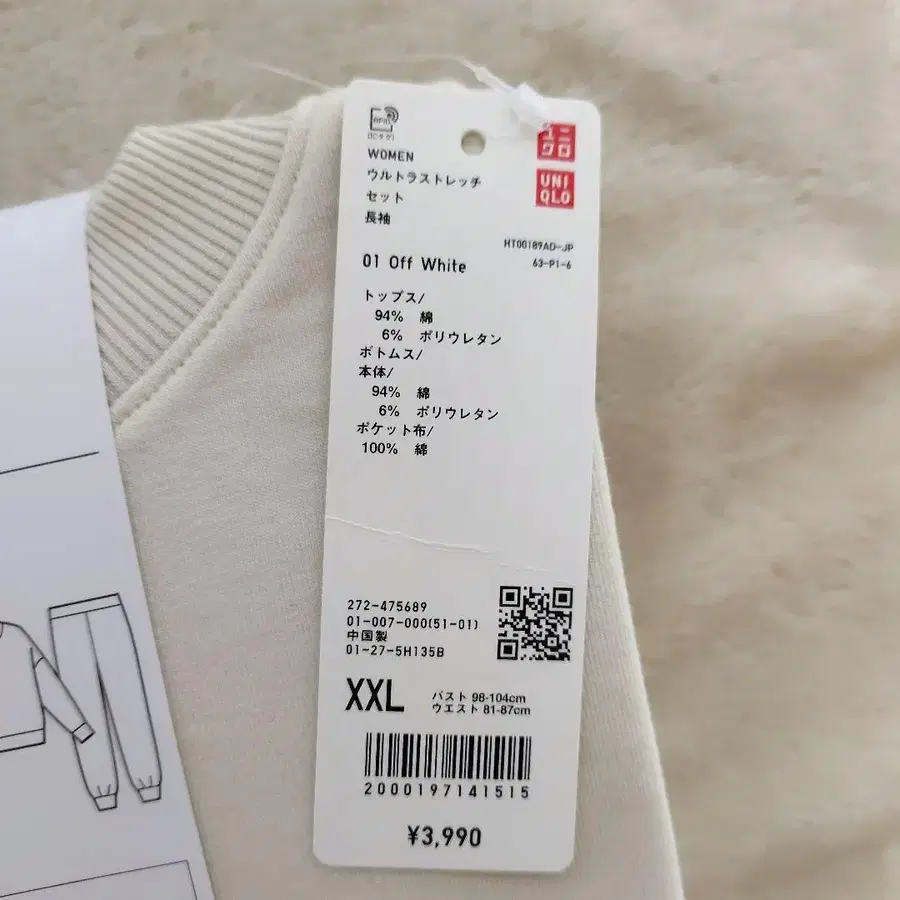 RFID
(ICタグ)
WOMEN
ウルトラストレッチ
セット
長袖
ユニ
クロ
UNI
QLO
HT00189AD-JP
63-P1-6
01 Off White
トップス/
94% 綿
6% ポリウレタン
ボトムス/
本体/
94% 綿
6% ポリウレタン
ポケット布/
100% 綿
272-475689
01-007-000(51-01)
中国製
01-27-5H135B
XXL
バスト 98-104cm
ウエスト 81-87cm
2000197141515
¥3,990